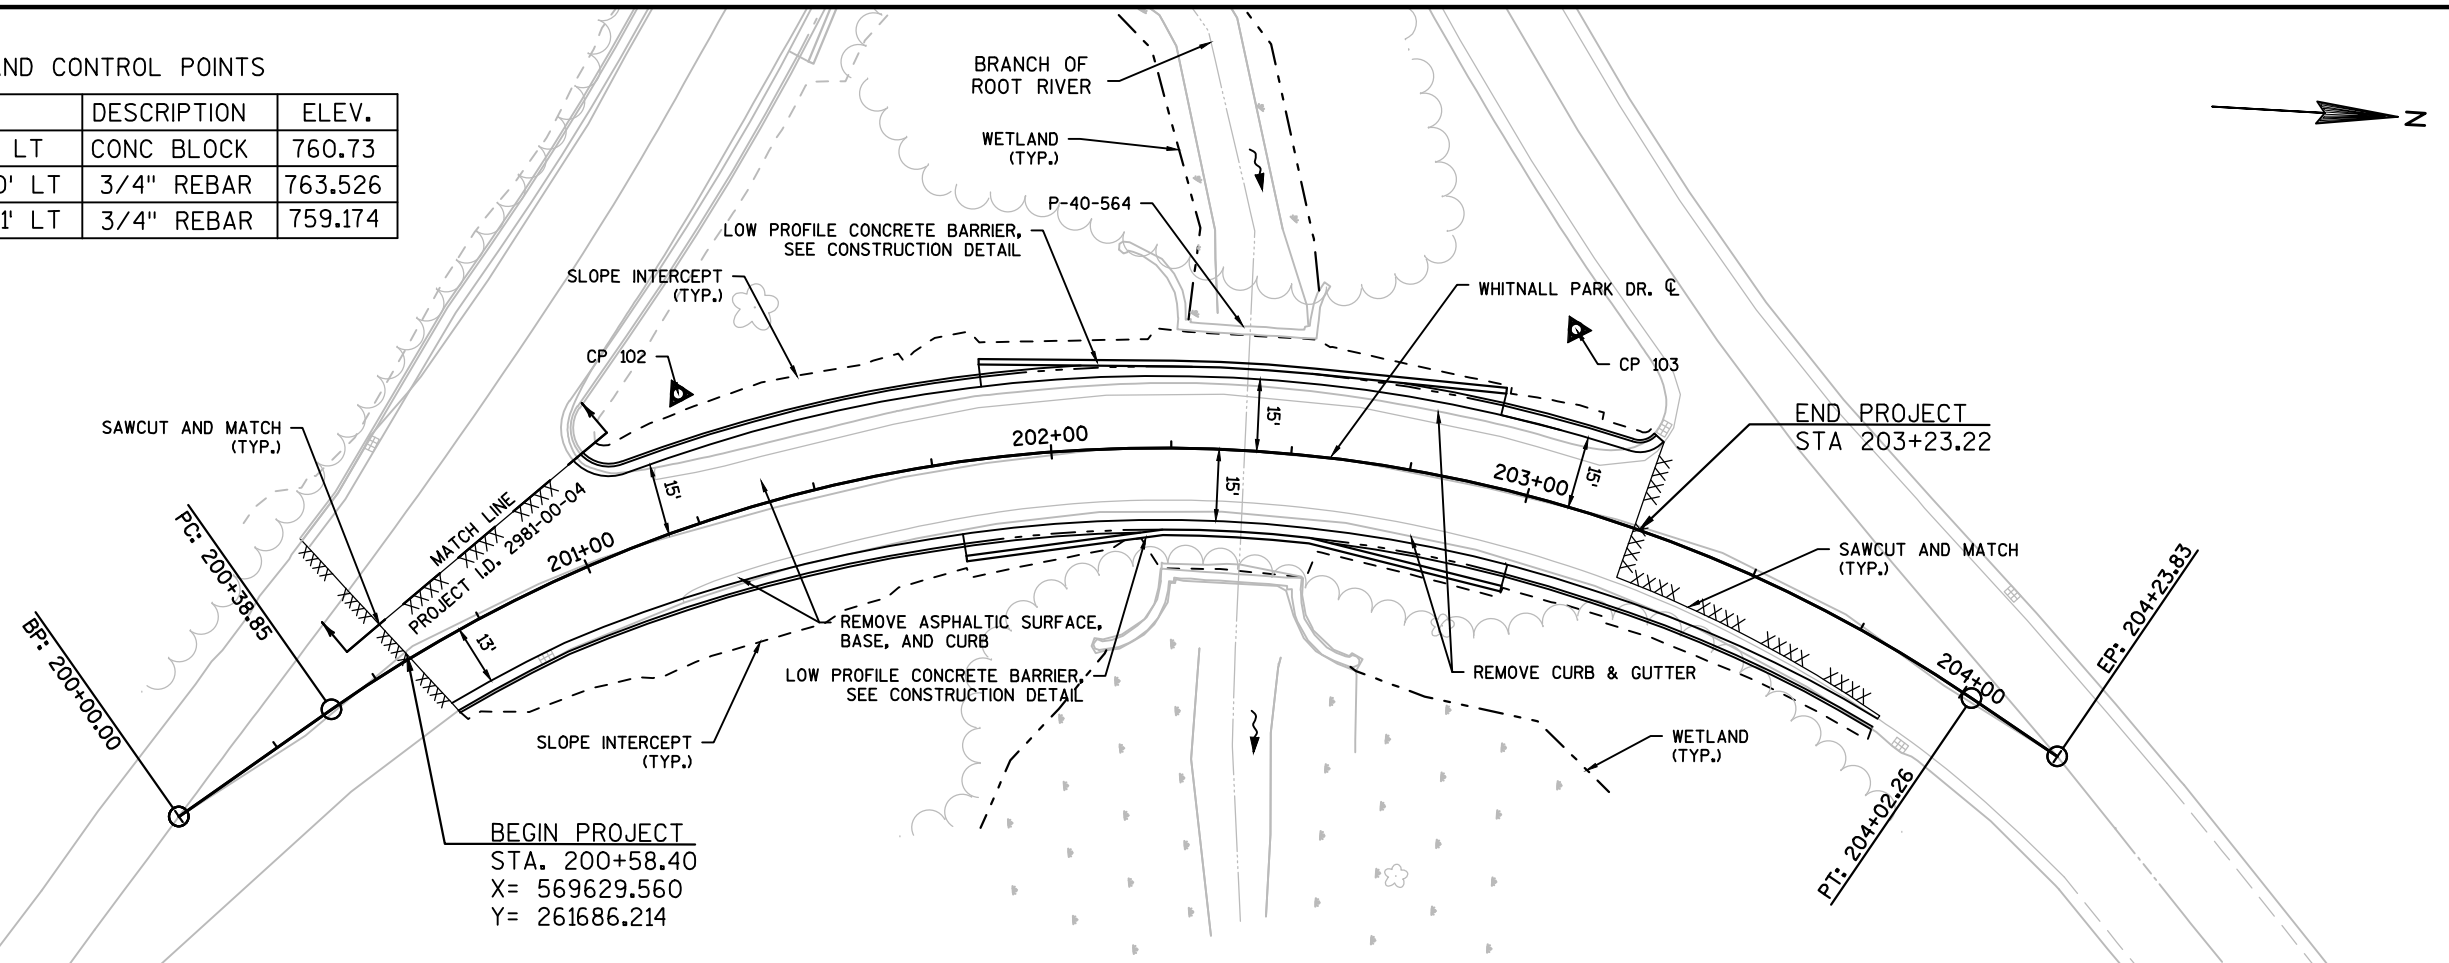 AND CONTROL POINTS
DESCRIPTION ELEV.
LT CONC BLOCK 760.73
0' LT 3/4" REBAR 763.526
1' LT 3/4" REBAR 759.174
BRANCH OF
ROOT RIVER
WETLAND
(TYP.)
P-40-564
N
LOW PROFILE CONCRETE BARRIER,
SEE CONSTRUCTION DETAIL
SLOPE INTERCEPT
(TYP.)
WHITNALL PARK DR. ℄
CP 102
CP 103
SAWCUT AND MATCH
(TYP.)
END PROJECT
STA 203+23.22
202+00
15'
15'
15'
15'
203+00
MATCH LINE
PROJECT I.D. 2981-00-04
201+00
13'
PC: 200+38.85
BP: 200+00.00
SAWCUT AND MATCH
(TYP.)
REMOVE ASPHALTIC SURFACE,
BASE, AND CURB
LOW PROFILE CONCRETE BARRIER,
SEE CONSTRUCTION DETAIL
REMOVE CURB & GUTTER
204+00
EP: 204+23.83
PT: 204+02.26
SLOPE INTERCEPT
(TYP.)
WETLAND
(TYP.)
BEGIN PROJECT
STA. 200+58.40
X= 569629.560
Y= 261686.214